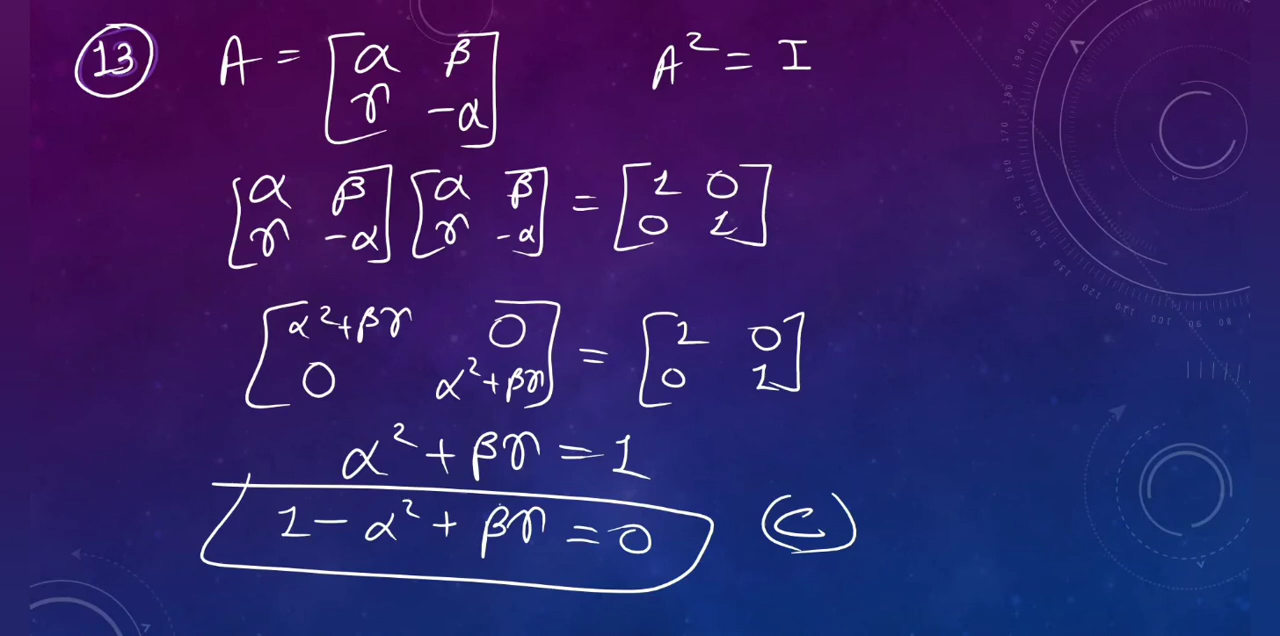 13 A = [α β γ -α] A² = I
[α β γ -α] [α β γ -α] = [1 0 0 1]
[α²+βγ 0 0 α²+βγ] = [1 0 0 1]
α² + βγ = 1
1 - α² + βγ = 0 (C)